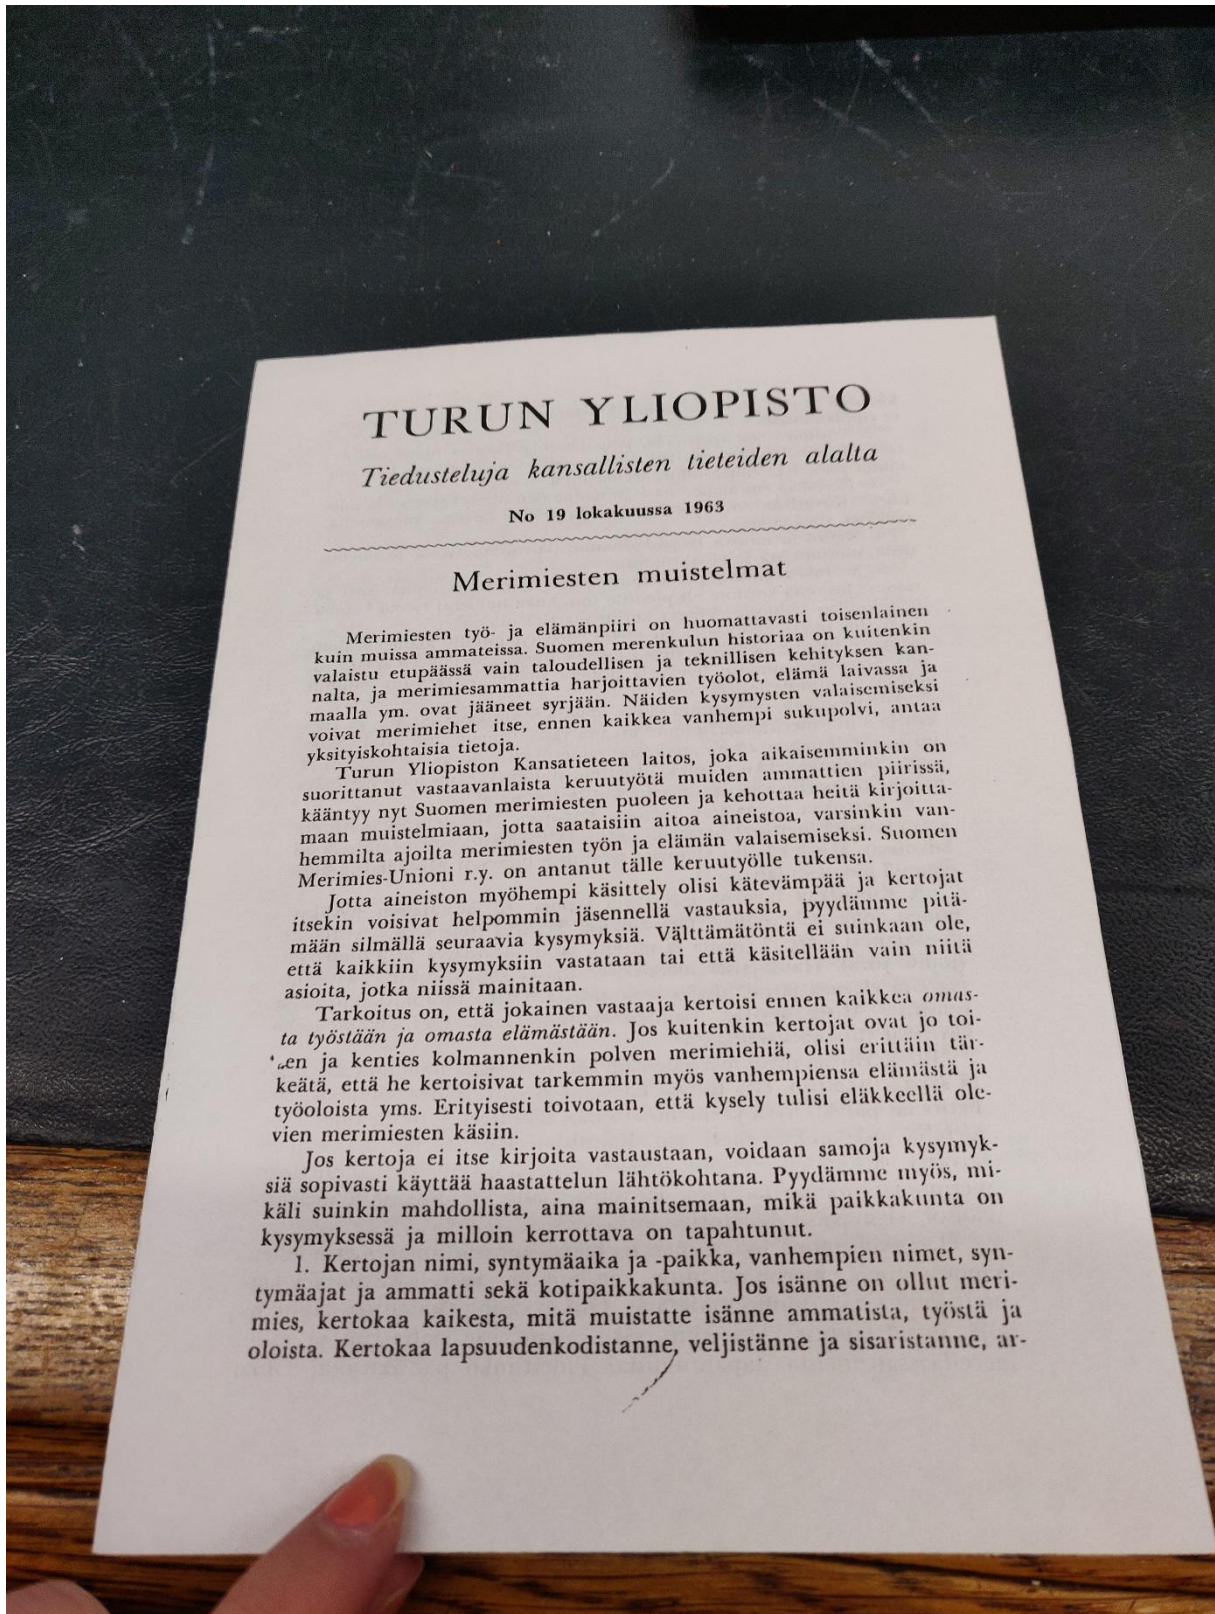 TURUN YLIOPISTO
Tiedusteluja kansallisten tieteiden alalta
No 19 lokakuussa 1963
Merimiesten muistelmat
Merimiesten työ- ja elämänpiiri on huomattavasti toisenlainen
kuin muissa ammateissa. Suomen merenkulun historiaa on kuitenkin
valaistu etupäässä vain taloudellisen ja teknillisen kehityksen kan-
nalta, ja merimiesammattia harjoittavien työolot, elämä laivassa ja
maalla ym. ovat jääneet syrjään. Näiden kysymysten valaisemiseksi
voivat merimiehet itse, ennen kaikkea vanhempi sukupolvi, antaa
yksityiskohtaisia tietoja.
Turun Yliopiston Kansatieteen laitos, joka aikaisemminkin on
suorittanut vastaavanlaista keruutyötä muiden ammattien piirissä,
kääntyy nyt Suomen merimiesten puoleen ja kehottaa heitä kirjoitta-
maan muistelmiaan, jotta saataisiin aitoa aineistoa, varsinkin van-
hemmilta ajoilta merimiesten työn ja elämän valaisemiseksi. Suomen
Merimies-Unioni r.y. on antanut tälle keruutyölle tukensa.
Jotta aineiston myöhempi käsittely olisi kätevämpää ja kertojat
itsekin voisivat helpommin jäsennellä vastauksia, pyydämme pitä-
mään silmällä seuraavia kysymyksiä. Välttämätöntä ei suinkaan ole,
että kaikkiin kysymyksiin vastataan tai että käsitellään vain niitä
asioita, jotka niissä mainitaan.
Tarkoitus on, että jokainen vastaaja kertoisi ennen kaikkea omas-
ta työstään ja omasta elämästään. Jos kuitenkin kertojat ovat jo toi-
en ja kenties kolmannenkin polven merimiehiä, olisi erittäin tär-
keätä, että he kertoisivat tarkemmin myös vanhempiensa elämästä ja
työoloista yms. Erityisesti toivotaan, että kysely tulisi eläkkeellä ole-
vien merimiesten käsiin.
Jos kertoja ei itse kirjoita vastaustaan, voidaan samoja kysymyk-
siä sopivasti käyttää haastattelun lähtökohtana. Pyydämme myös, mi-
käli suinkin mahdollista, aina mainitsemaan, mikä paikkakunta on
kysymyksessä ja milloin kerrottava on tapahtunut.
1. Kertojan nimi, syntymäaika ja -paikka, vanhempien nimet, syn-
tymäajat ja ammatti sekä kotipaikkakunta. Jos isänne on ollut meri-
mies, kertokaa kaikesta, mitä muistatte isänne ammatista, työstä ja
oloista. Kertokaa lapsuudenkodistanne, veljistänne ja sisaristanne, ar-